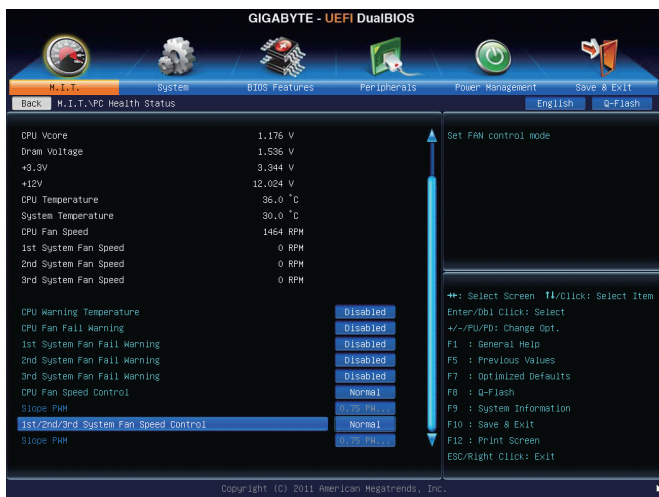 GIGABYTE - UEFI DualBIOS
M.I.T. System BIOS Features Peripherals Power Management Save & Exit
Back M.I.T.\PC Health Status English Q-Flash
CPU Vcore 1.176 V
Dram Voltage 1.536 V
+3.3V 3.344 V
+12V 12.024 V
CPU Temperature 36.0 °C
System Temperature 30.0 °C
CPU Fan Speed 1464 RPM
1st System Fan Speed 0 RPM
2nd System Fan Speed 0 RPM
3rd System Fan Speed 0 RPM
CPU Warning Temperature Disabled
CPU Fan Fail Warning Disabled
1st System Fan Fail Warning Disabled
2nd System Fan Fail Warning Disabled
3rd System Fan Fail Warning Disabled
CPU Fan Speed Control Normal
Slope PWM 0.75 PW...
1st/2nd/3rd System Fan Speed Control Normal
Slope PWM 0.75 PW...
Set FAN control mode
→←: Select Screen ↑↓/Click: Select Item
Enter/Dbl Click: Select
+/-/PU/PD: Change Opt.
F1 : General Help
F5 : Previous Values
F7 : Optimized Defaults
F8 : Q-Flash
F9 : System Information
F10 : Save & Exit
F12 : Print Screen
ESC/Right Click: Exit
Copyright (C) 2011 American Megatrends, Inc.